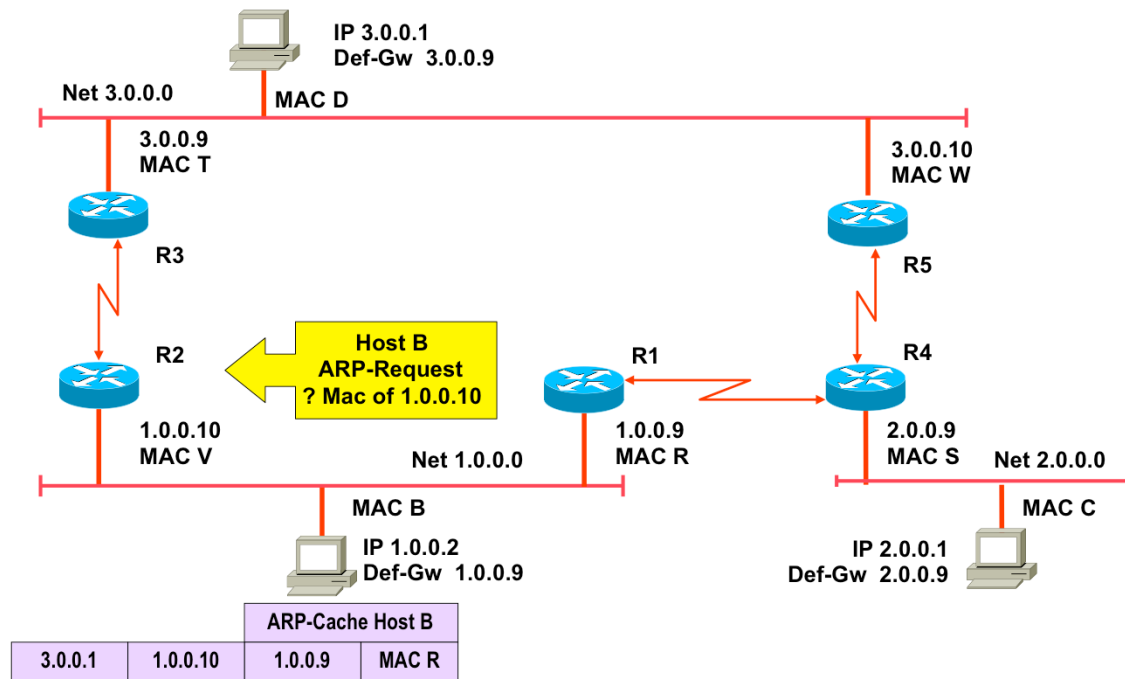 IP 3.0.0.1
Def-Gw 3.0.0.9
Net 3.0.0.0
MAC D
3.0.0.9
MAC T
3.0.0.10
MAC W
R3
R5
R2
Host B
ARP-Request
? Mac of 1.0.0.10
R1
R4
1.0.0.10
MAC V
Net 1.0.0.0
1.0.0.9
MAC R
2.0.0.9
MAC S
Net 2.0.0.0
MAC B
MAC C
IP 1.0.0.2
Def-Gw 1.0.0.9
IP 2.0.0.1
Def-Gw 2.0.0.9
ARP-Cache Host B
3.0.0.1 1.0.0.10 1.0.0.9 MAC R